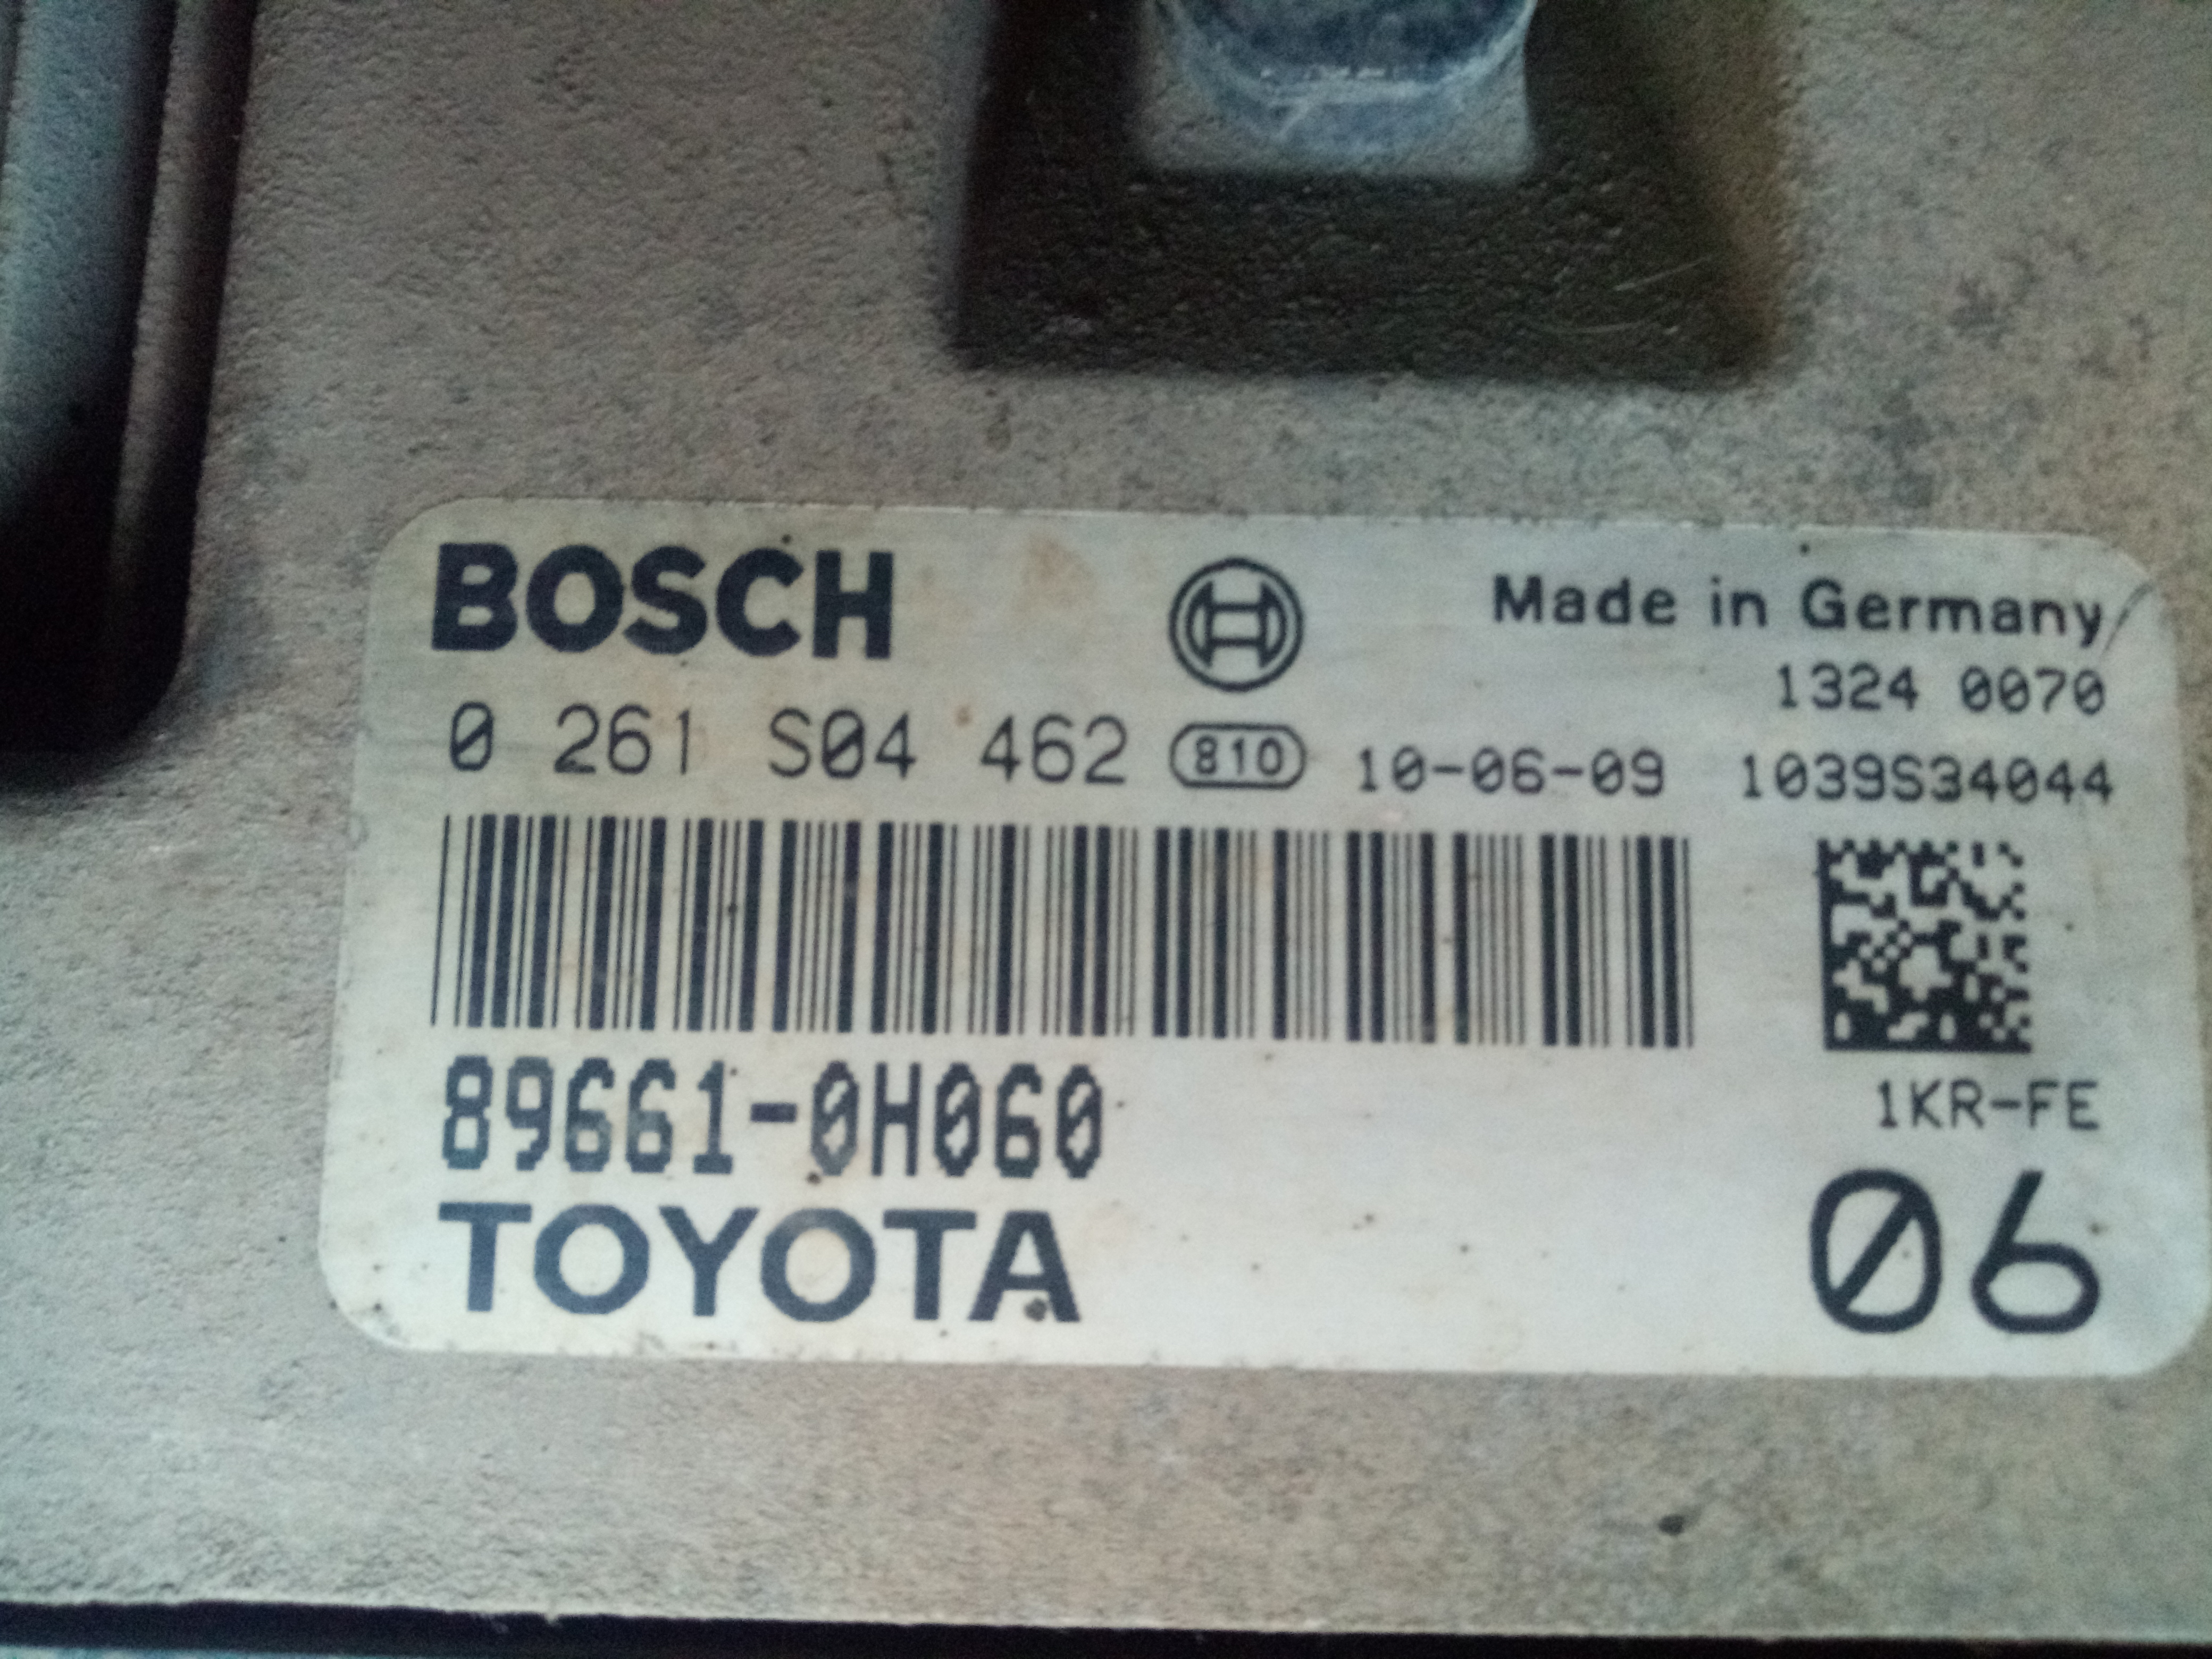 BOSCH
Made in Germany
1324 0070
0 261 S04 462 810 10-06-09 1039S34044
89661-0H060
1KR-FE
TOYOTA
06